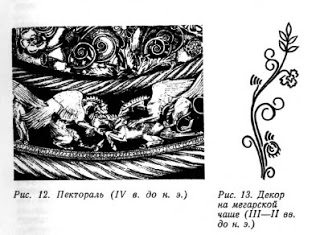 Рис. 12. Пектораль (IV в. до н. э.)
Рис. 13. Декор
на мегарской
чаше (III—II вв.
до н. э.)